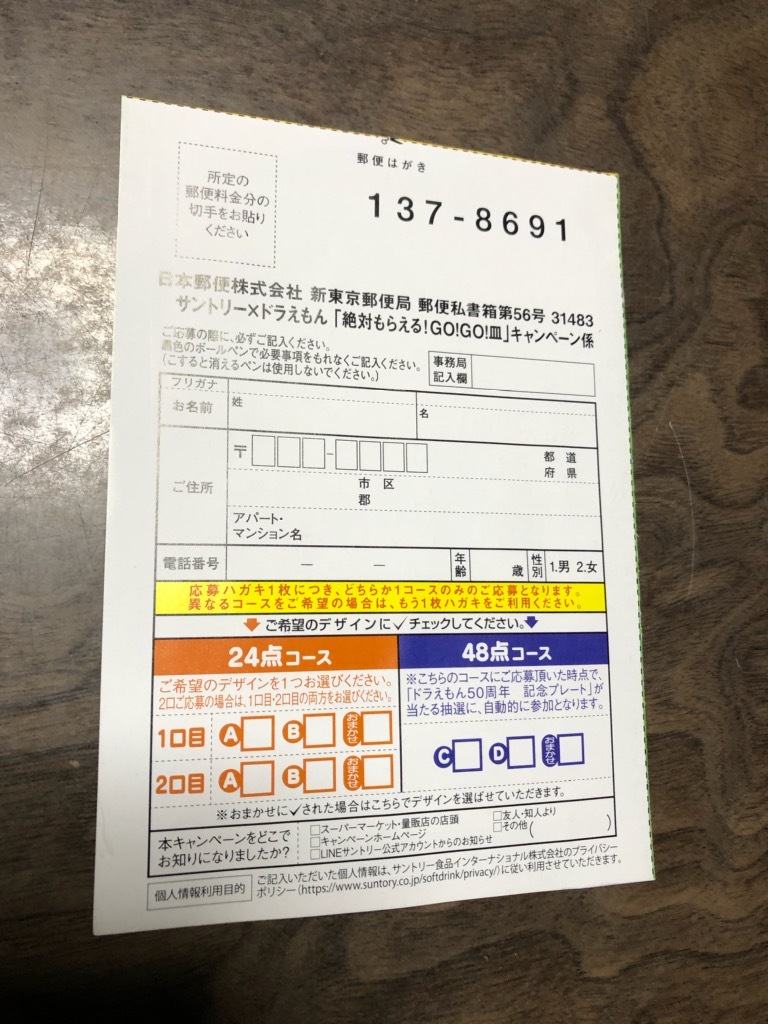 郵便はがき
所定の
郵便料金分の
切手をお貼り
ください
137-8691
日本郵便株式会社 新東京郵便局 郵便私書箱第56号 31483
サントリー×ドラえもん「絶対もらえる!GO!GO!皿」キャンペーン係
ご応募の際に、必ずご記入ください。
黒色のボールペンで必要事項をもれなくご記入ください。
(こすると消えるペンは使用しないでください。)
事務局
記入欄
フリガナ
お名前 姓 名
〒 □□□-□□□□ 都道
府県
ご住所 市 区
郡
アパート・
マンション名
電話番号 ー ー 年齢 歳 性別 1.男 2.女
応募ハガキ1枚につき、どちらか1コースのみのご応募となります。
異なるコースをご希望の場合は、もう1枚ハガキをご利用ください。
ご希望のデザインに✓チェックしてください。
24点コース
ご希望のデザインを1つお選びください。
2口ご応募の場合は、1口目・2口目の両方をお選びください。
1口目 A□ B□ おまかせ□
2口目 A□ B□ おまかせ□
48点コース
※こちらのコースにご応募頂いた時点で、
「ドラえもん50周年 記念プレート」が
当たる抽選に、自動的に参加となります。
C□ D□ おまかせ□
※おまかせに✓された場合はこちらでデザインを選ばせていただきます。
本キャンペーンをどこで
お知りになりましたか?
□スーパーマーケット・量販店の店頭 □友人・知人より
□キャンペーンホームページ □その他( )
□LINEサントリー公式アカウントからのお知らせ
個人情報利用目的
ご記入いただいた個人情報は、サントリー食品インターナショナル株式会社のプライバシー
ポリシー(https://www.suntory.co.jp/softdrink/privacy/)に従い利用させていただきます。